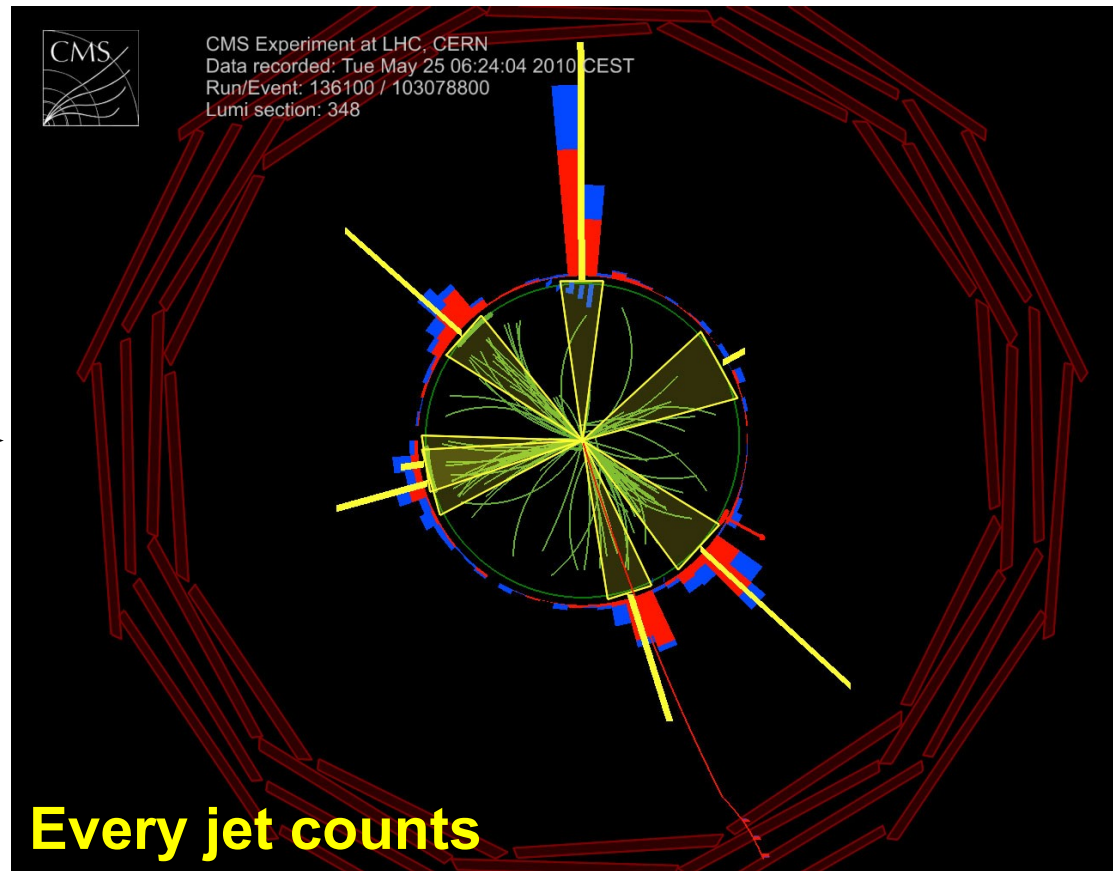 CMS
CMS Experiment at LHC, CERN
Data recorded: Tue May 25 06:24:04 2010 CEST
Run/Event: 136100 / 103078800
Lumi section: 348
Every jet counts